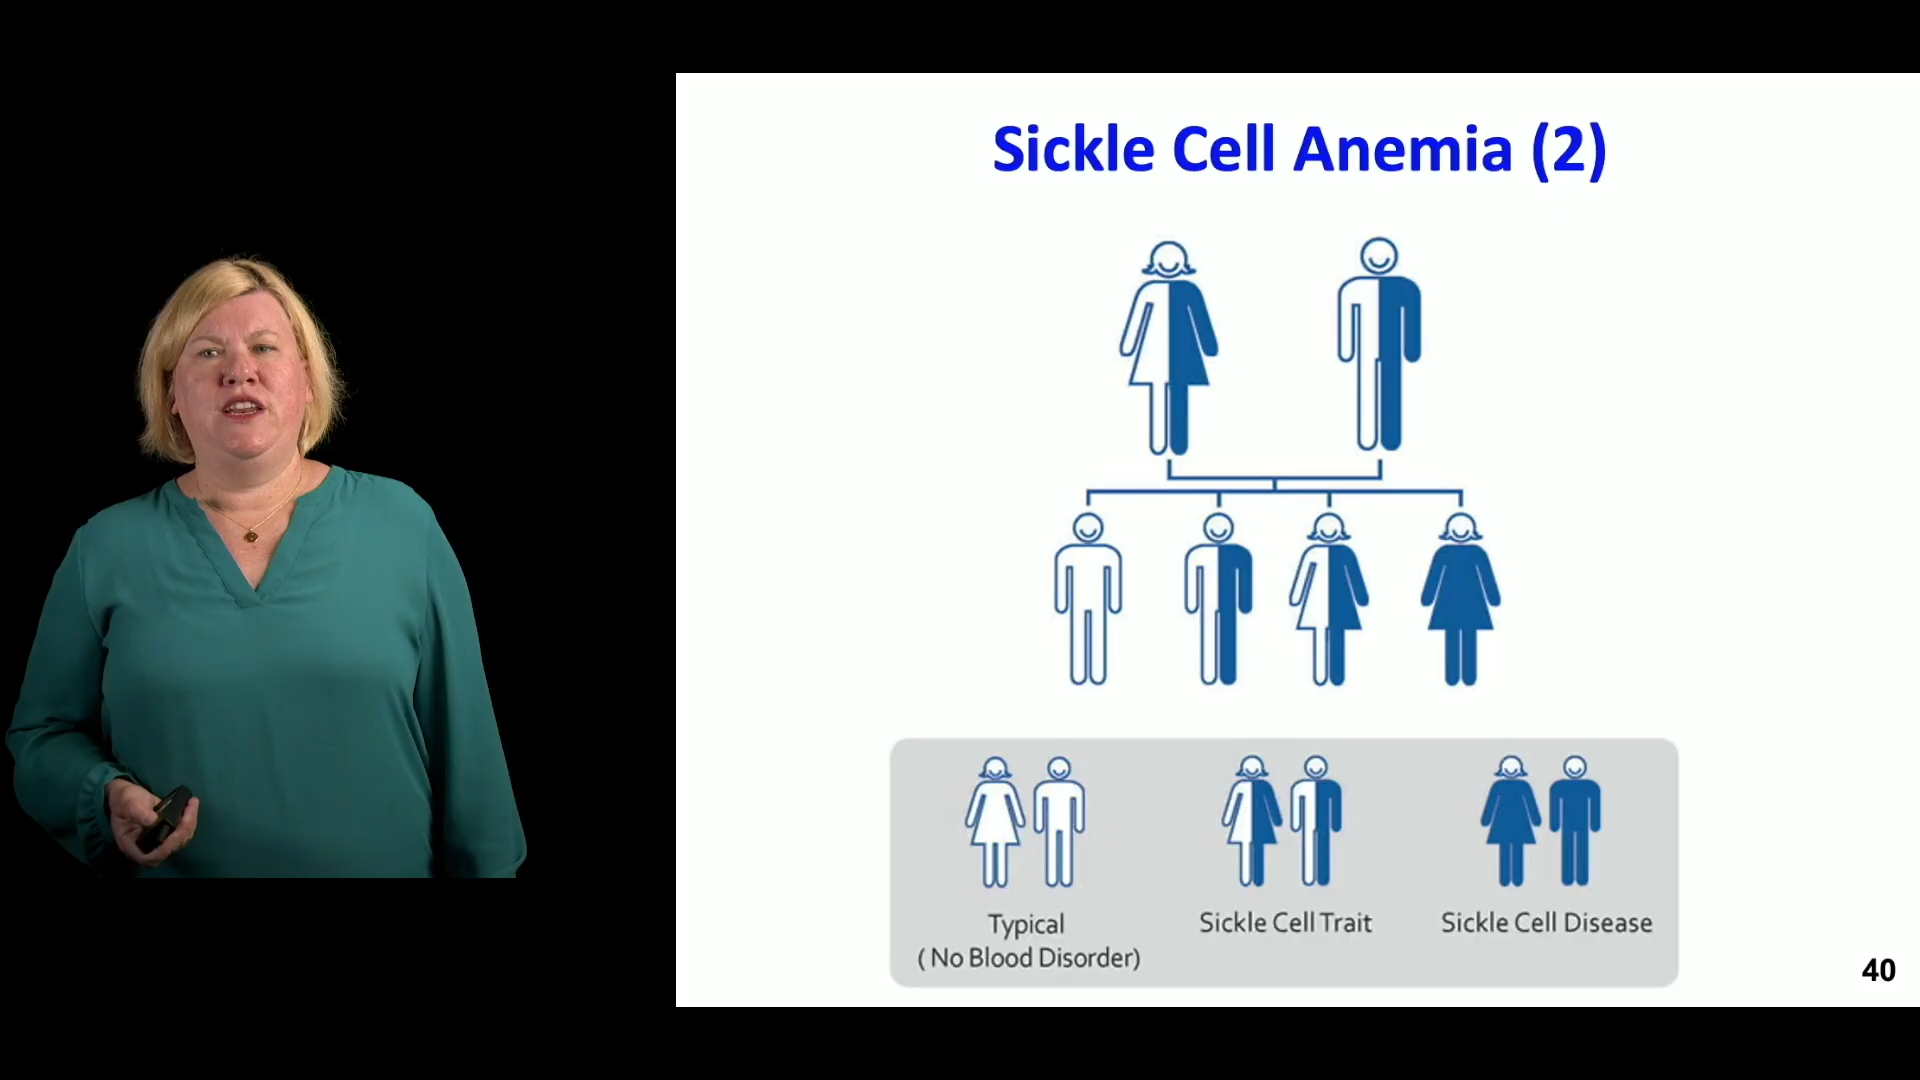 Sickle Cell Anemia (2)
Typical
( No Blood Disorder)
Sickle Cell Trait
Sickle Cell Disease
40